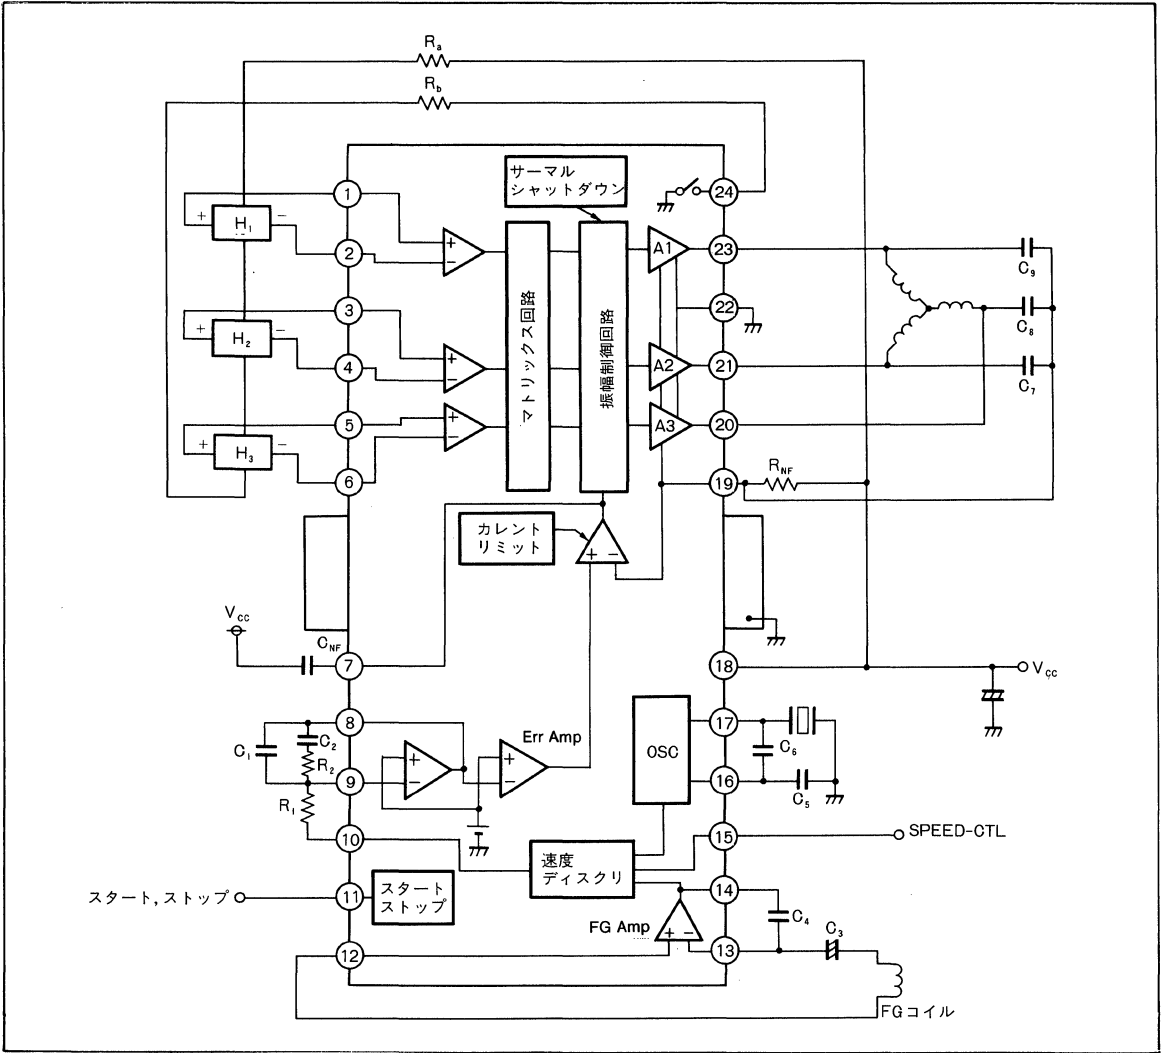 Ra
Rb
サーマル
シャットダウン
1
24
+ H1 −
2
+
−
A1
23
C9
マトリックス回路
振幅制御回路
3
22
+ H2 −
4
+
−
A2
21
C8
C7
5
+
−
A3
20
+ H3 −
6
19
RNF
カレント
リミット
+ −
Vcc
CNF
7
18
Vcc
8
C1
C2
R2
Err Amp
+
−
+
−
OSC
17
C6
9
16
C5
R1
10
15
SPEED-CTL
速度
ディスクリ
スタート,ストップ
11
スタート
ストップ
14
C4
FG Amp
+ −
13
C3
12
FGコイル